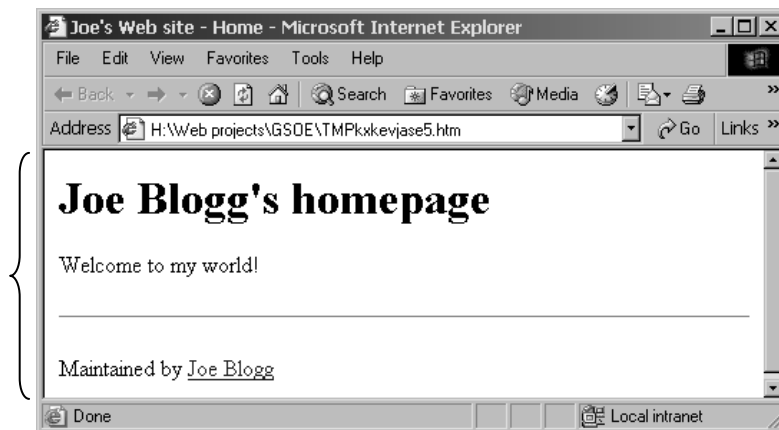 Joe's Web site - Home - Microsoft Internet Explorer
File Edit View Favorites Tools Help
Back Search Favorites Media »
Address H:\Web projects\GSOE\TMPkxkevjase5.htm Go Links »
Joe Blogg's homepage
Welcome to my world!
Maintained by Joe Blogg
Done Local intranet